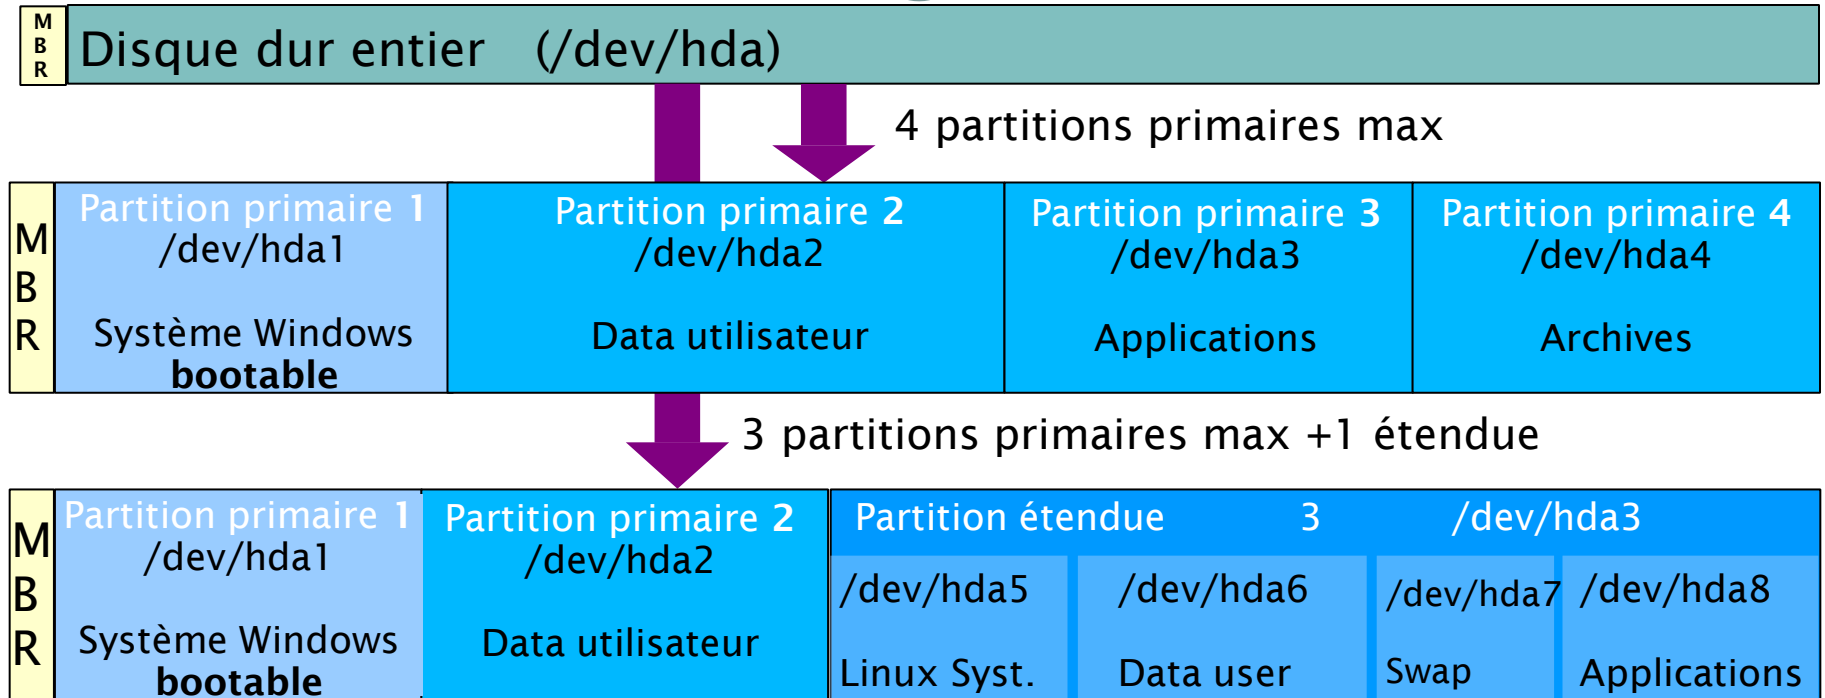 M
B
R
Disque dur entier (/dev/hda)
4 partitions primaires max
M
B
R
Partition primaire 1
/dev/hda1
Système Windows
bootable
Partition primaire 2
/dev/hda2
Data utilisateur
Partition primaire 3
/dev/hda3
Applications
Partition primaire 4
/dev/hda4
Archives
3 partitions primaires max +1 étendue
M
B
R
Partition primaire 1
/dev/hda1
Système Windows
bootable
Partition primaire 2
/dev/hda2
Data utilisateur
Partition étendue 3 /dev/hda3
/dev/hda5
Linux Syst.
/dev/hda6
Data user
/dev/hda7
Swap
/dev/hda8
Applications